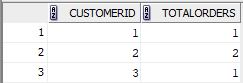 CUSTOMERID TOTALORDERS
1 1 1
2 2 2
3 3 1